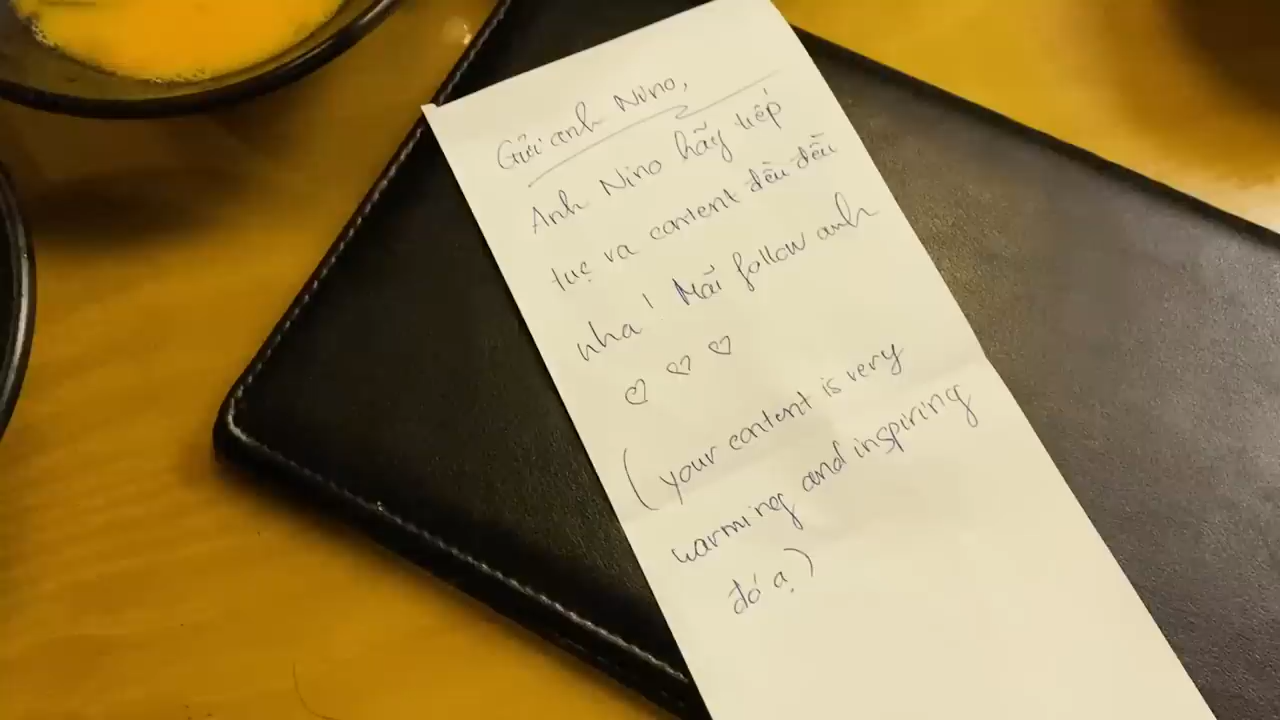 Gửi anh Nino,
Anh Nino hãy tiếp
tục ra content đều đều
nha! Mãi follow anh
♡ ♡ ♡
(your content is very
warming and inspiring
đó ạ)